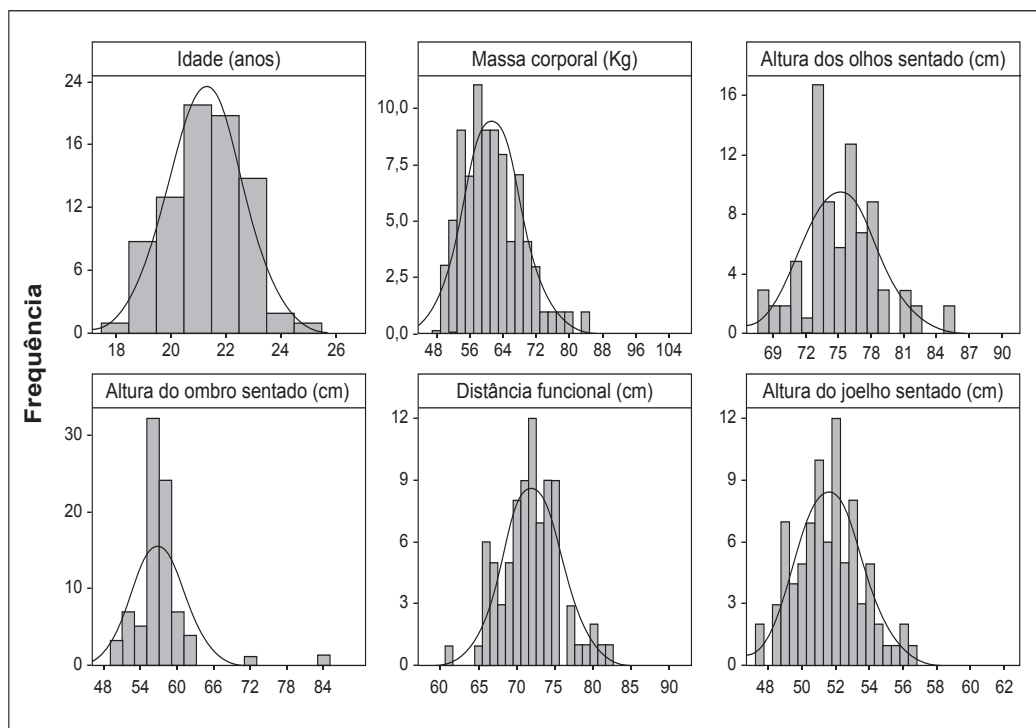 Frequência
Idade (anos)
24
16
12
6
0
18 20 22 24 26
Massa corporal (Kg)
10,0
7,5
5,0
2,5
0,0
48 56 64 72 80 88 96 104
Altura dos olhos sentado (cm)
16
12
8
4
0
69 72 75 78 81 84 87 90
Altura do ombro sentado (cm)
30
20
10
0
48 54 60 66 72 78 84
Distância funcional (cm)
12
9
6
3
0
60 65 70 75 80 85 90
Altura do joelho sentado (cm)
12
9
6
3
0
48 50 52 54 56 58 60 62